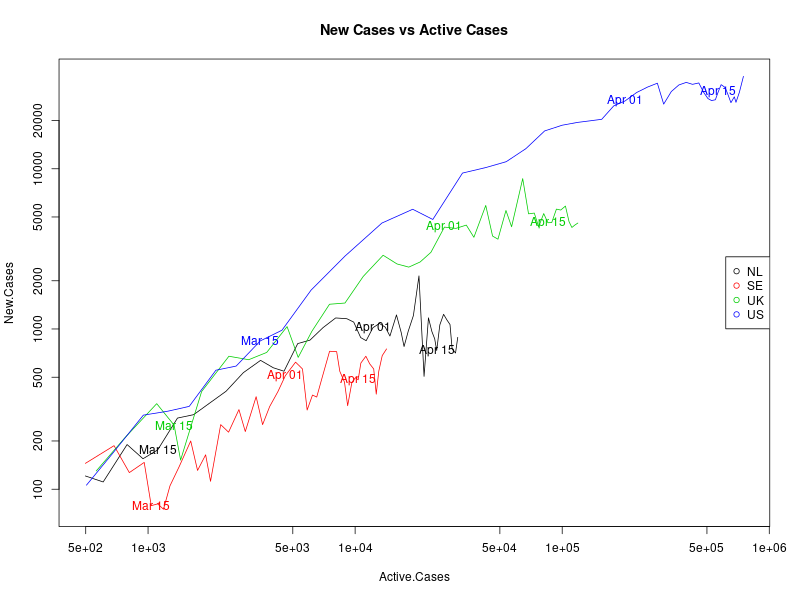 New Cases vs Active Cases
New.Cases
20000
10000
5000
2000
1000
500
200
100
Apr 01
Apr 15
Apr 01
Apr 15
Mar 15
Apr 01
Apr 15
Apr 01
Apr 15
Mar 15
Mar 15
Mar 15
NL
SE
UK
US
5e+02
1e+03
5e+03
1e+04
5e+04
1e+05
5e+05
1e+06
Active.Cases